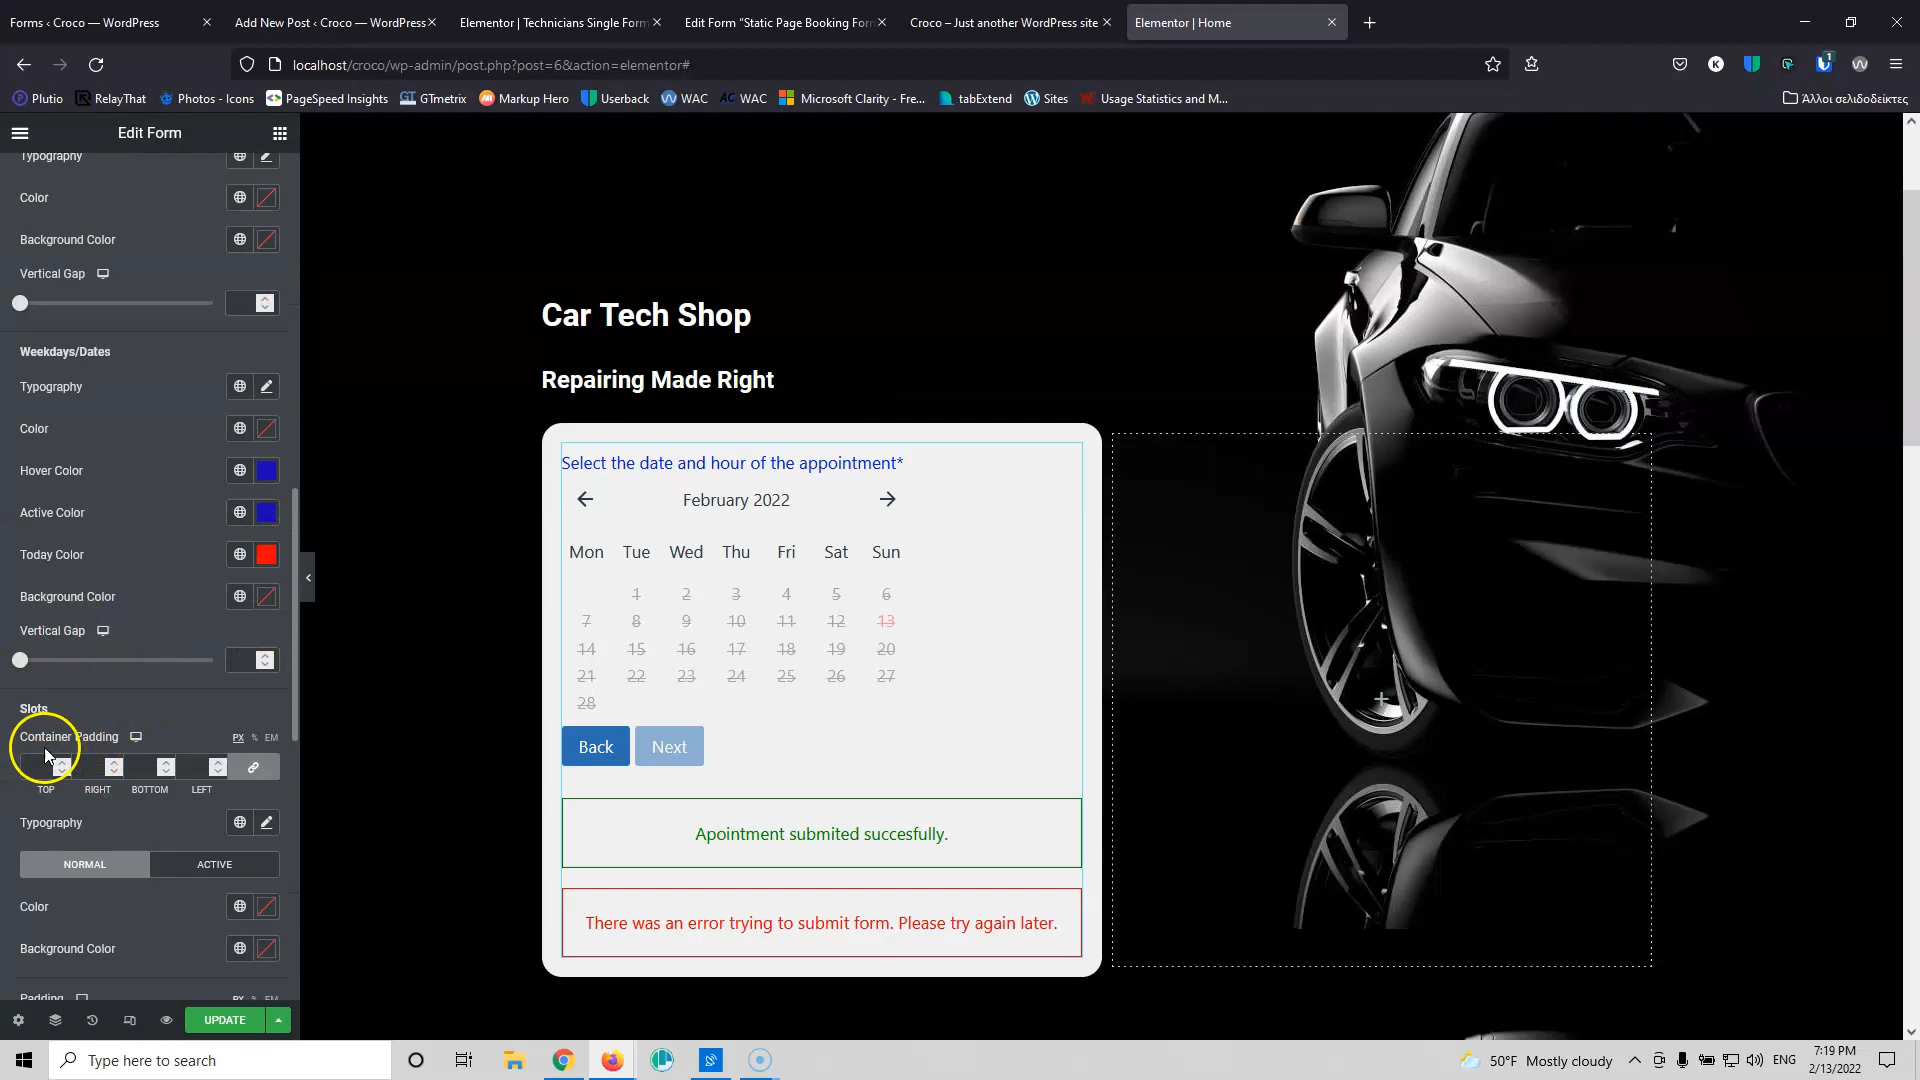 Forms ‹ Croco — WordPress
Add New Post ‹ Croco — WordPress
Elementor | Technicians Single Form
Edit Form “Static Page Booking For
Croco – Just another WordPress site
Elementor | Home
localhost/croco/wp-admin/post.php?post=6&action=elementor#
Plutio
RelayThat
Photos - Icons
PageSpeed Insights
GTmetrix
Markup Hero
Userback
WAC
WAC
Microsoft Clarity - Fre...
tabExtend
Sites
Usage Statistics and M...
Άλλοι σελιδοδείκτες
Edit Form
Typography
Color
Background Color
Vertical Gap
Weekdays/Dates
Typography
Color
Hover Color
Active Color
Today Color
Background Color
Vertical Gap
Slots
Container Padding PX % EM
TOP RIGHT BOTTOM LEFT
Typography
NORMAL ACTIVE
Color
Background Color
Padding PX % EM
UPDATE
Car Tech Shop
Repairing Made Right
Select the date and hour of the appointment*
February 2022
Mon Tue Wed Thu Fri Sat Sun
1 2 3 4 5 6
7 8 9 10 11 12 13
14 15 16 17 18 19 20
21 22 23 24 25 26 27
28
Back Next
Apointment submited succesfully.
There was an error trying to submit form. Please try again later.
Type here to search
50°F Mostly cloudy
ENG
7:19 PM
2/13/2022